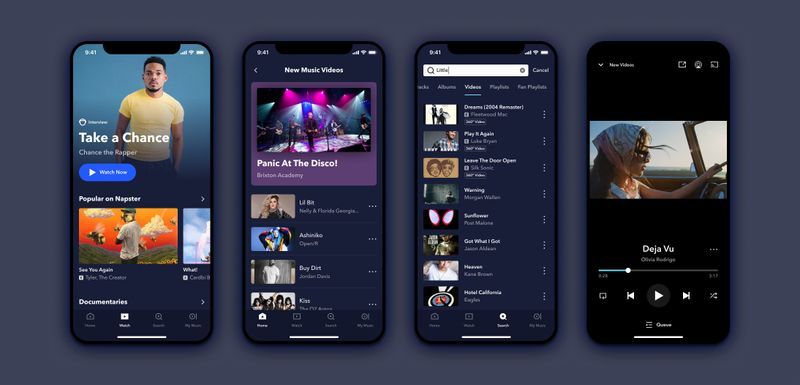 9:41
Interview
Take a Chance
Chance the Rapper
Watch Now
Popular on Napster
See You Again
E Tyler, The Creator
What!
E Cardbi B
Documentaries
Home
Watch
Search
My Music
9:41
New Music Videos
Panic At The Disco!
Brixton Academy
Lil Bit
Nelly & Florida Georgia...
Ashiniko
Open/R
Buy Dirt
Jordan Davis
Kiss
The O2 Arena
Home
Watch
Search
My Music
9:41
Little
Cancel
racks
Albums
Videos
Playlists
Fan Playlists
Dreams (2004 Remaster)
E Fleetwood Mac
360° Video
Play It Again
E Luke Bryan
360° Video
Leave The Door Open
E Silk Sonic
360° Video
Warning
Morgan Wallen
Sunflower
Post Malone
Got What I Got
Jason Aldean
Heaven
Kane Brown
Hotel California
Eagles
Home
Watch
Search
My Music
New Videos
Deja Vu
Olivia Rodrigo
0:28
3:17
Queue